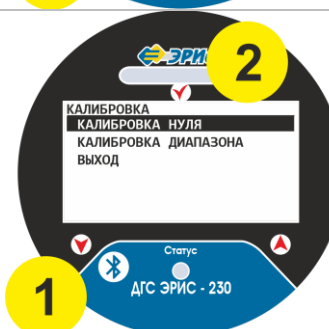 ЭРИС
2
КАЛИБРОВКА
КАЛИБРОВКА НУЛЯ
КАЛИБРОВКА ДИАПАЗОНА
ВЫХОД
Статус
1
ДГС ЭРИС - 230